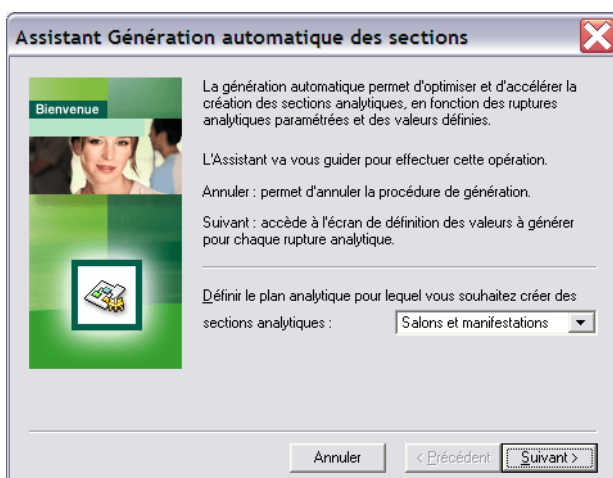 Assistant Génération automatique des sections
Bienvenue
La génération automatique permet d'optimiser et d'accélérer la
création des sections analytiques, en fonction des ruptures
analytiques paramétrées et des valeurs définies.
L'Assistant va vous guider pour effectuer cette opération.
Annuler : permet d'annuler la procédure de génération.
Suivant : accède à l'écran de définition des valeurs à générer
pour chaque rupture analytique.
Définir le plan analytique pour lequel vous souhaitez créer des
sections analytiques : Salons et manifestations
Annuler < Précédent Suivant >